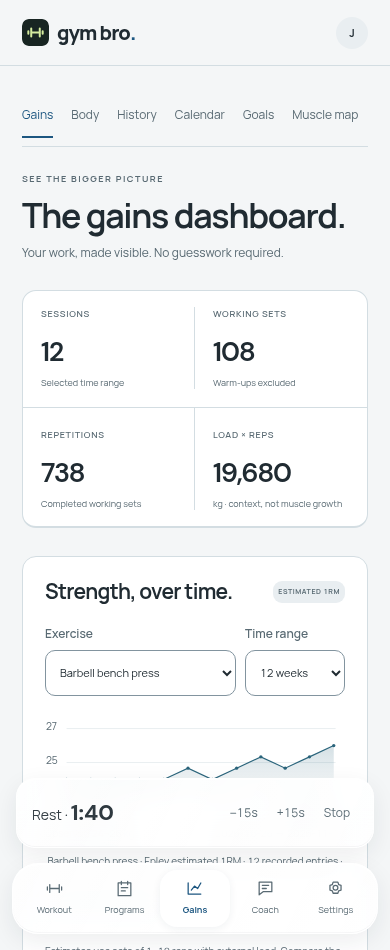 gym bro.
J
Gains Body History Calendar Goals Muscle map
SEE THE BIGGER PICTURE
The gains dashboard.
Your work, made visible. No guesswork required.
SESSIONS
12
Selected time range
WORKING SETS
108
Warm-ups excluded
REPETITIONS
738
Completed working sets
LOAD × REPS
19,680
kg · context, not muscle growth
Strength, over time.
ESTIMATED 1RM
Exercise
Barbell bench press
Time range
12 weeks
27
25
Rest · 1:40
−15s +15s Stop
Barbell bench press · Epley estimated 1RM · 12 recorded entries ·
Workout Programs Gains Coach Settings